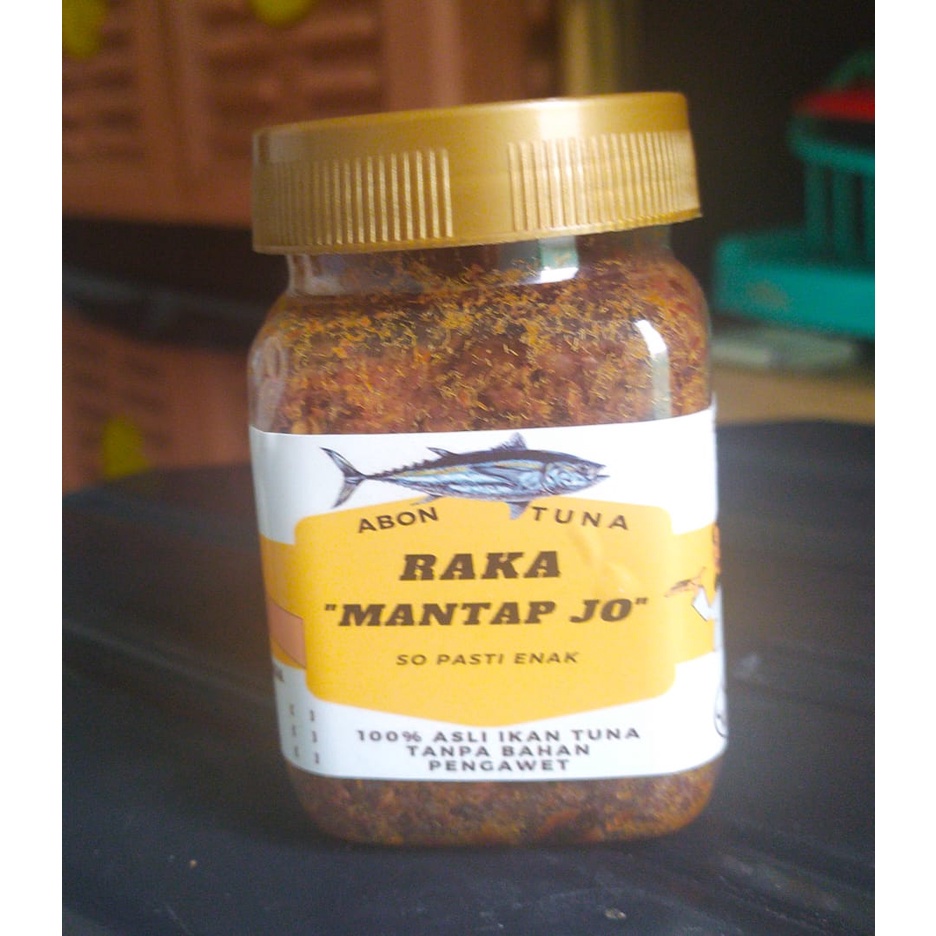 ABON TUNA
RAKA
"MANTAP JO"
SO PASTI ENAK
100% ASLI IKAN TUNA
TANPA BAHAN
PENGAWET